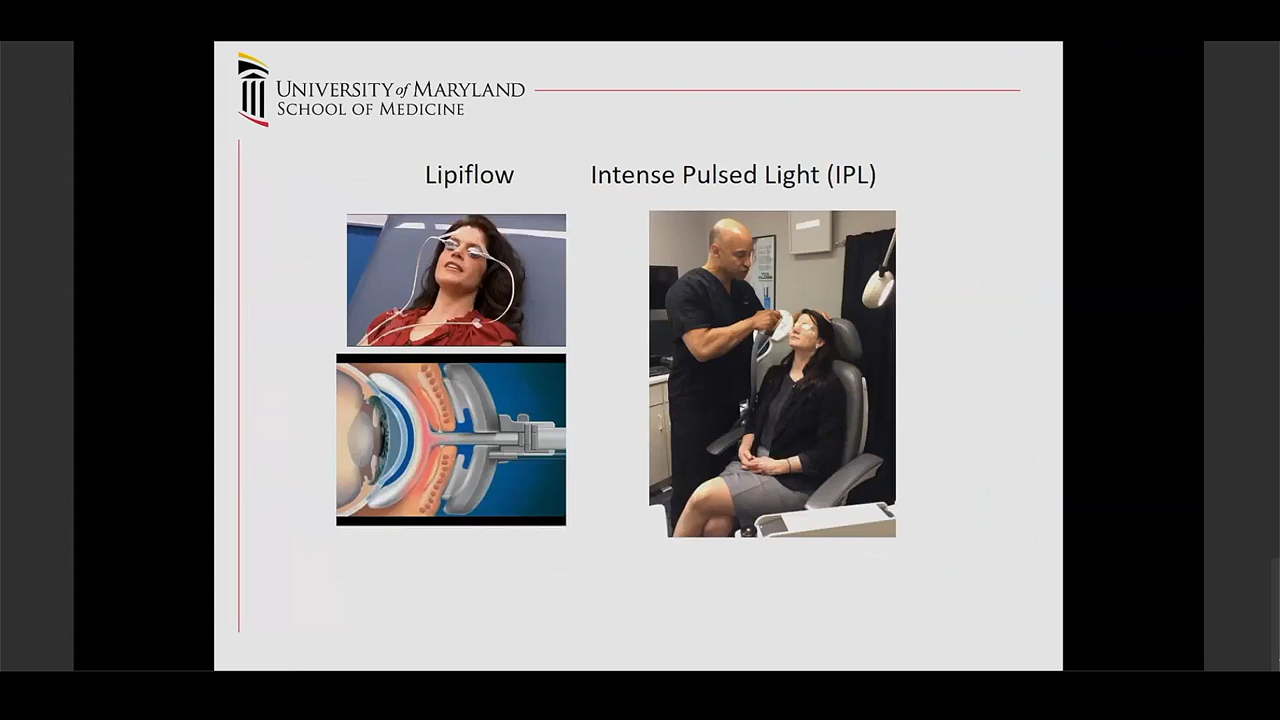 UNIVERSITY of MARYLAND
SCHOOL OF MEDICINE
Lipiflow
Intense Pulsed Light (IPL)